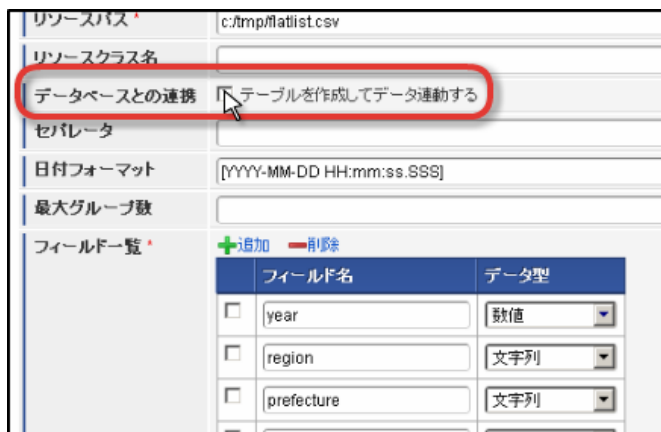 リソースパス * c:/tmp/flatlist.csv
リソースクラス名
データベースとの連携 テーブルを作成してデータ連動する
セパレータ
日付フォーマット [YYYY-MM-DD HH:mm:ss.SSS]
最大グループ数
フィールド一覧 * 追加 削除
フィールド名 データ型
year 数値
region 文字列
prefecture 文字列